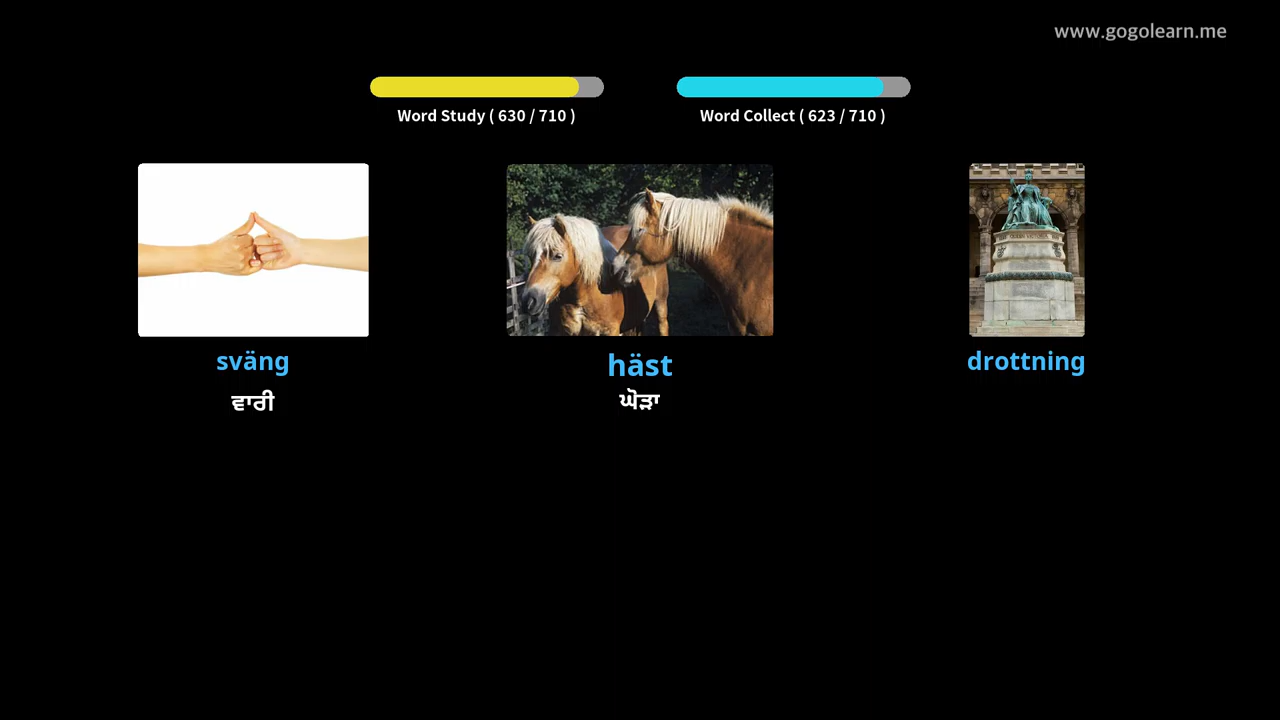 www.gogolearn.me
Word Study ( 630 / 710 )
Word Collect ( 623 / 710 )
sväng
häst
drottning
ਵਾਰੀ
ਘੋੜਾ